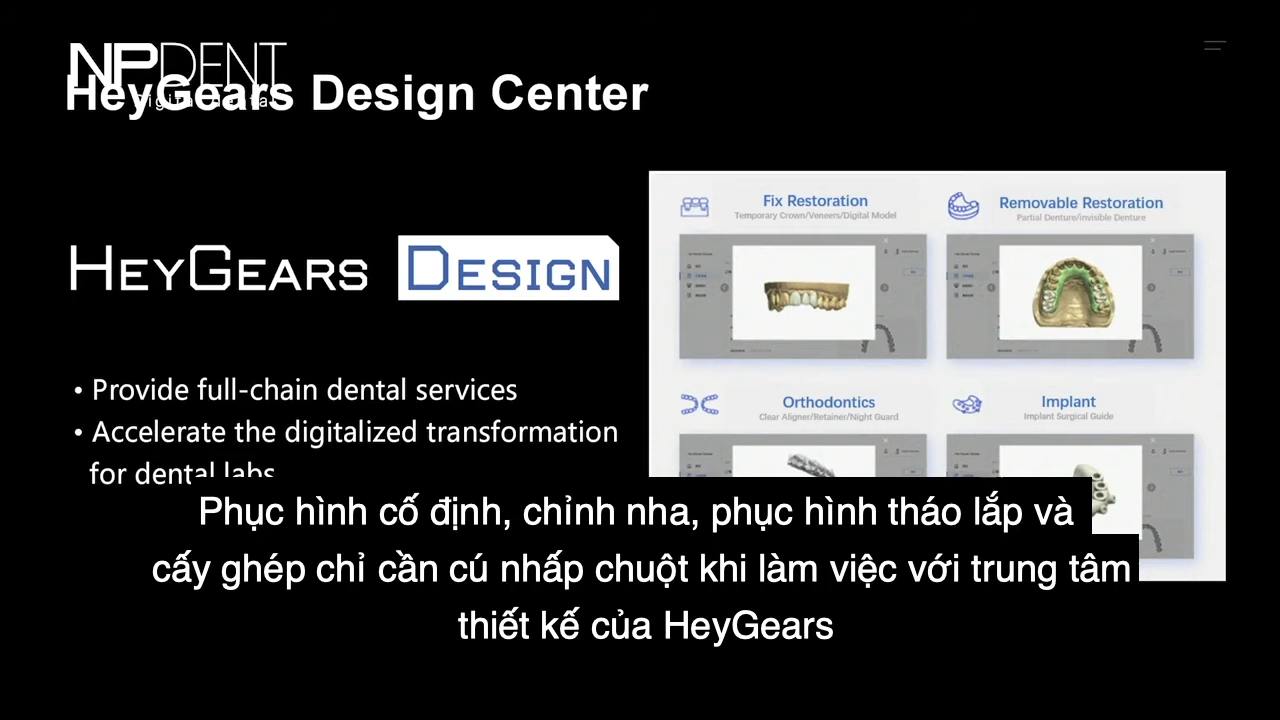 NPDENT
Digital Dental
HeyGears Design Center
HEYGEARS DESIGN
• Provide full-chain dental services
• Accelerate the digitalized transformation
for dental labs
Fix Restoration
Temporary Crown/Veneers/Digital Model
Removable Restoration
Partial Denture/invisible Denture
Orthodontics
Clear Aligner/Retainer/Night Guard
Implant
Implant Surgical Guide
Phục hình cố định, chỉnh nha, phục hình tháo lắp và
cấy ghép chỉ cần cú nhấp chuột khi làm việc với trung tâm
thiết kế của HeyGears